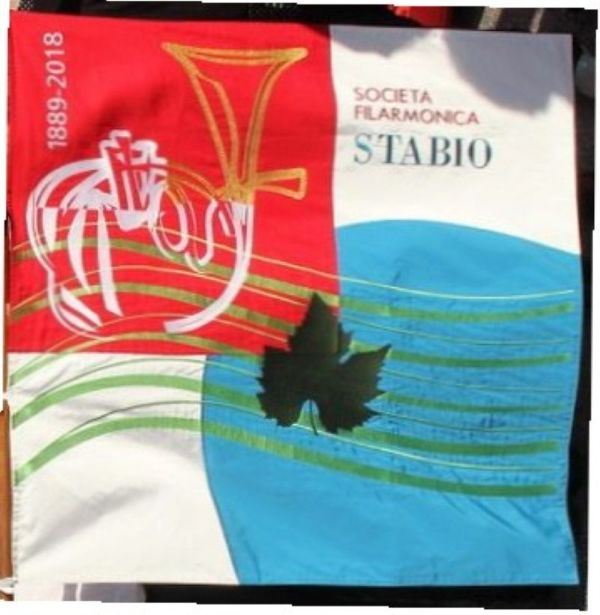 1889-2018
SOCIETA
FILARMONICA
STABIO